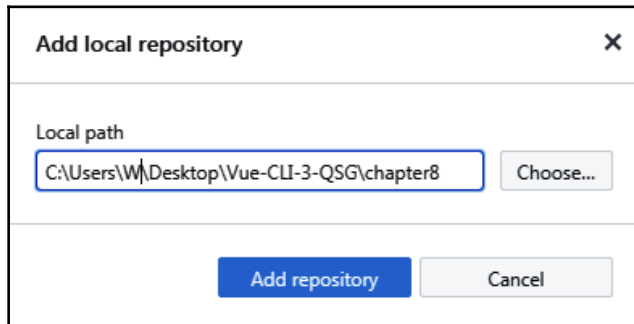 Add local repository
Local path
C:\Users\W\Desktop\Vue-CLI-3-QSG\chapter8
Choose...
Add repository
Cancel